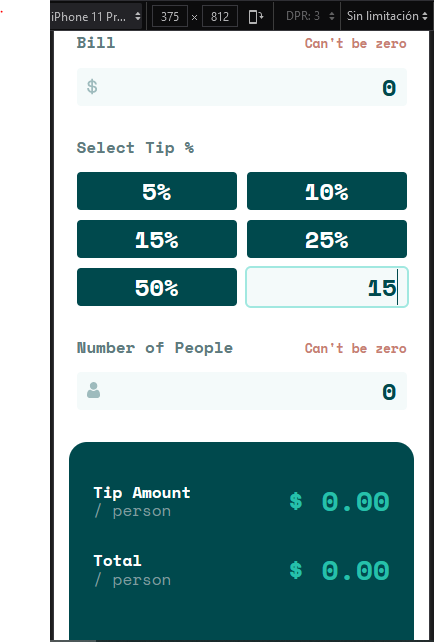 iPhone 11 Pr...
375 × 812
DPR: 3
Sin limitación
Bill
Can't be zero
$ 0
Select Tip %
5% 10%
15% 25%
50% 15
Number of People
Can't be zero
0
Tip Amount
/ person
$ 0.00
Total
/ person
$ 0.00